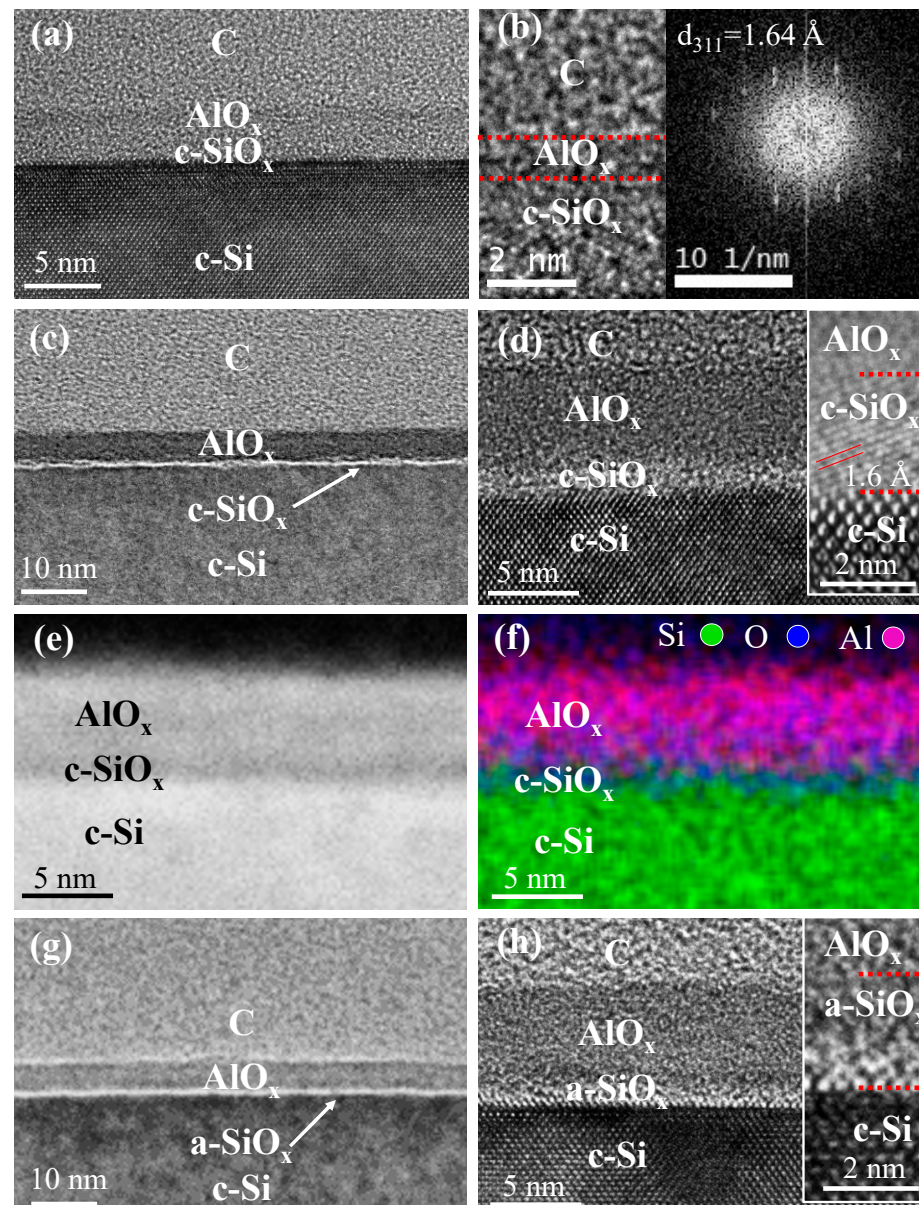 (a)
C
AlOₓ
c-SiOₓ
c-Si
5 nm
(b)
C
AlOₓ
c-SiOₓ
2 nm
d₃₁₁=1.64 Å
10 1/nm
(c)
C
AlOₓ
c-SiOₓ
c-Si
10 nm
(d)
C
AlOₓ
c-SiOₓ
c-Si
5 nm
AlOₓ
c-SiOₓ
1.6 Å
c-Si
2 nm
(e)
AlOₓ
c-SiOₓ
c-Si
5 nm
(f)
Si O Al
AlOₓ
c-SiOₓ
c-Si
5 nm
(g)
C
AlOₓ
a-SiOₓ
c-Si
10 nm
(h)
C
AlOₓ
a-SiOₓ
c-Si
5 nm
AlOₓ
a-SiOₓ
c-Si
2 nm